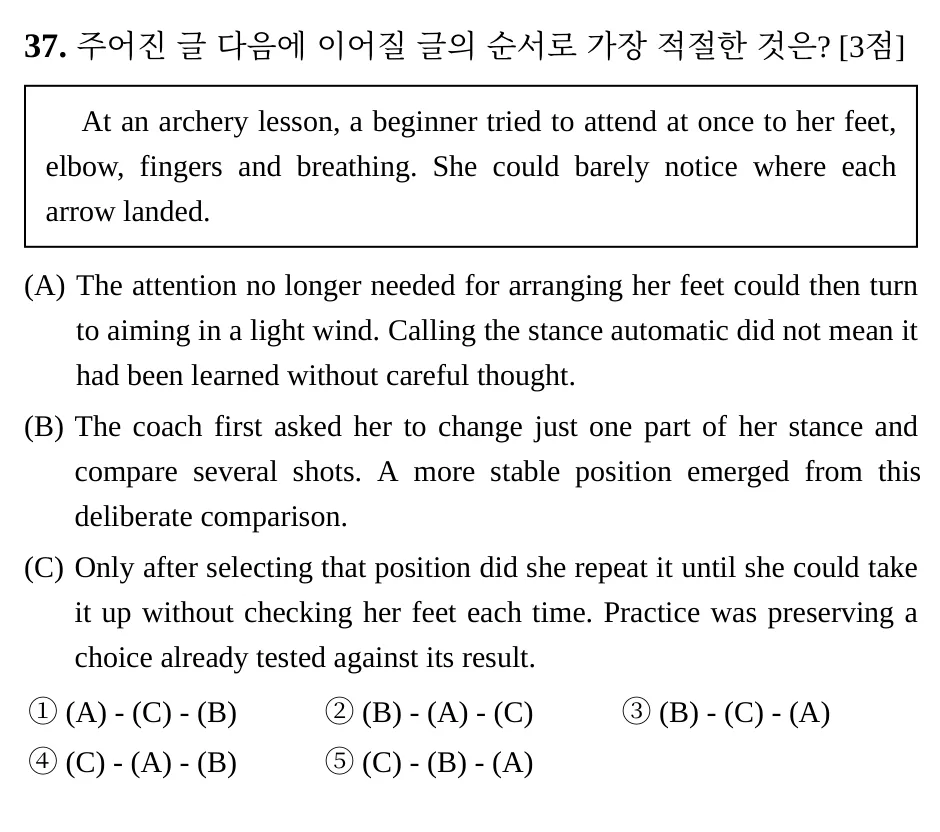 37. 주어진 글 다음에 이어질 글의 순서로 가장 적절한 것은? [3점]
At an archery lesson, a beginner tried to attend at once to her feet,
elbow, fingers and breathing. She could barely notice where each
arrow landed.
(A) The attention no longer needed for arranging her feet could then turn
to aiming in a light wind. Calling the stance automatic did not mean it
had been learned without careful thought.
(B) The coach first asked her to change just one part of her stance and
compare several shots. A more stable position emerged from this
deliberate comparison.
(C) Only after selecting that position did she repeat it until she could take
it up without checking her feet each time. Practice was preserving a
choice already tested against its result.
① (A) - (C) - (B) ② (B) - (A) - (C) ③ (B) - (C) - (A)
④ (C) - (A) - (B) ⑤ (C) - (B) - (A)